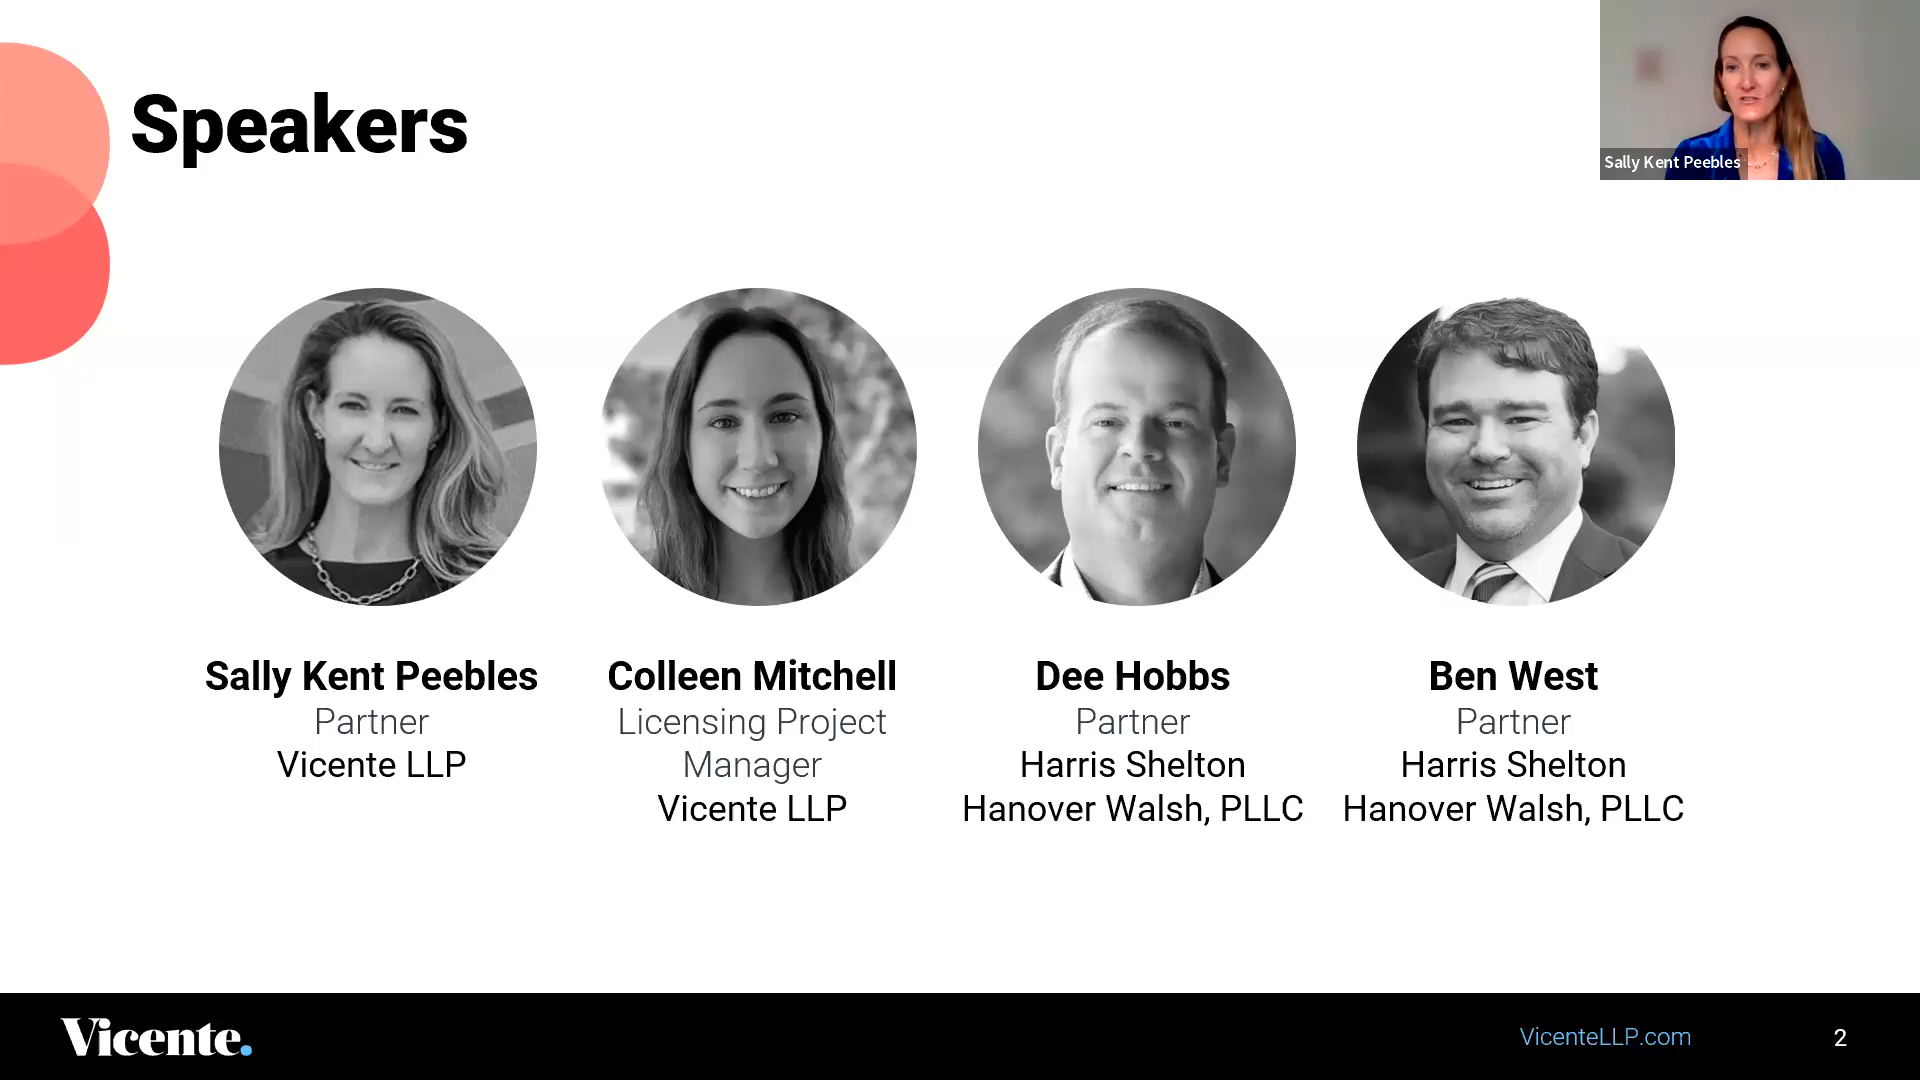 Speakers
Sally Kent Peebles
Sally Kent Peebles
Partner
Vicente LLP
Colleen Mitchell
Licensing Project
Manager
Vicente LLP
Dee Hobbs
Partner
Harris Shelton
Hanover Walsh, PLLC
Ben West
Partner
Harris Shelton
Hanover Walsh, PLLC
Vicente.
VicenteLLP.com
2